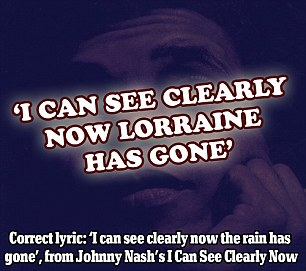 ‘I CAN SEE CLEARLY
NOW LORRAINE
HAS GONE’
Correct lyric: ‘I can see clearly now the rain has
gone’, from Johnny Nash’s I Can See Clearly Now